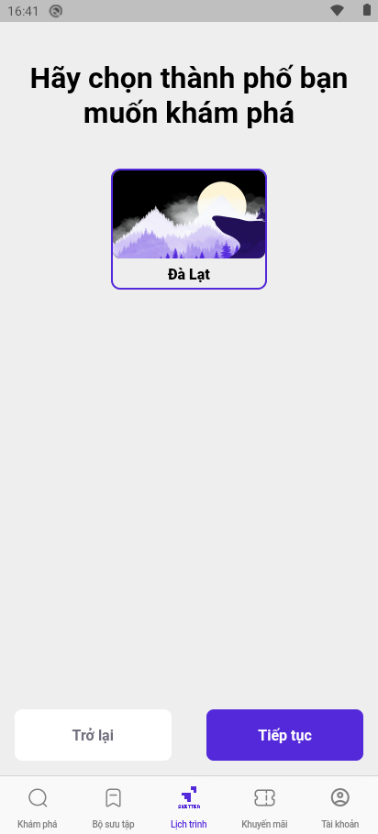 16:41
Hãy chọn thành phố bạn
muốn khám phá
Đà Lạt
Trở lại
Tiếp tục
Khám phá
Bộ sưu tập
Lịch trình
Khuyến mãi
Tài khoản